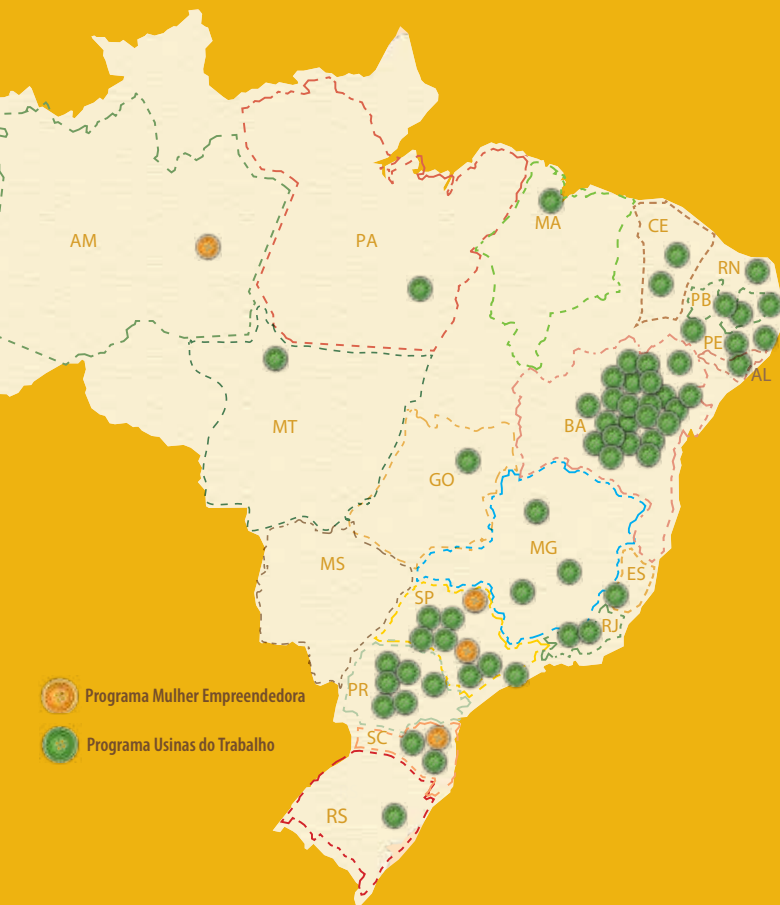 MA
CE
AM
PA
RN
PB
PE
AL
MT
BA
GO
MG
MS
ES
SP
RJ
PR
Programa Mulher Empreendedora
SC
Programa Usinas do Trabalho
RS